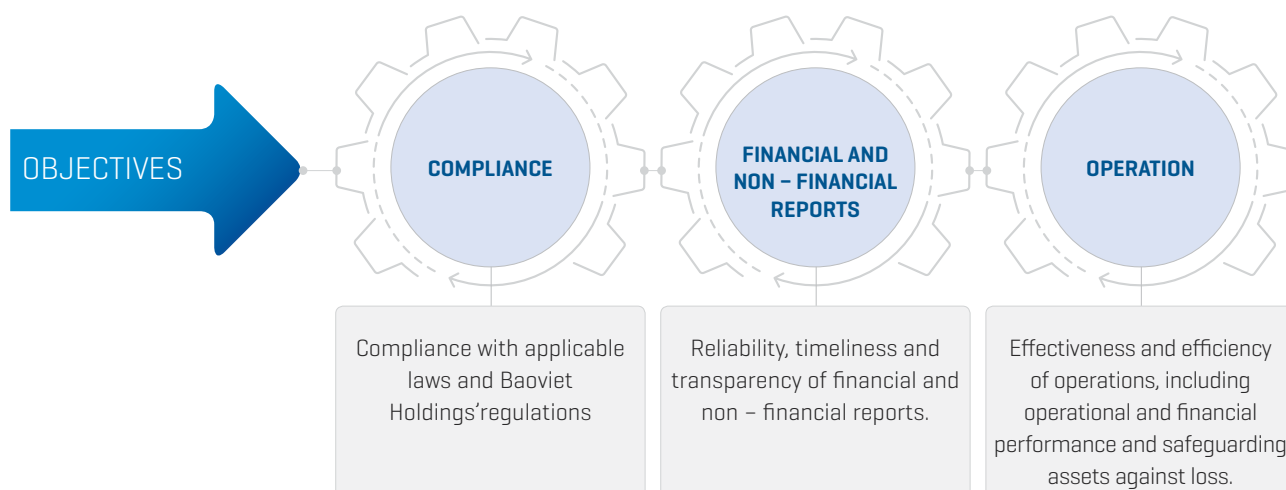 OBJECTIVES
COMPLIANCE
FINANCIAL AND
NON – FINANCIAL
REPORTS
OPERATION
Compliance with applicable
laws and Baoviet
Holdings’regulations
Reliability, timeliness and
transparency of financial and
non – financial reports.
Effectiveness and efficiency
of operations, including
operational and financial
performance and safeguarding
assets against loss.